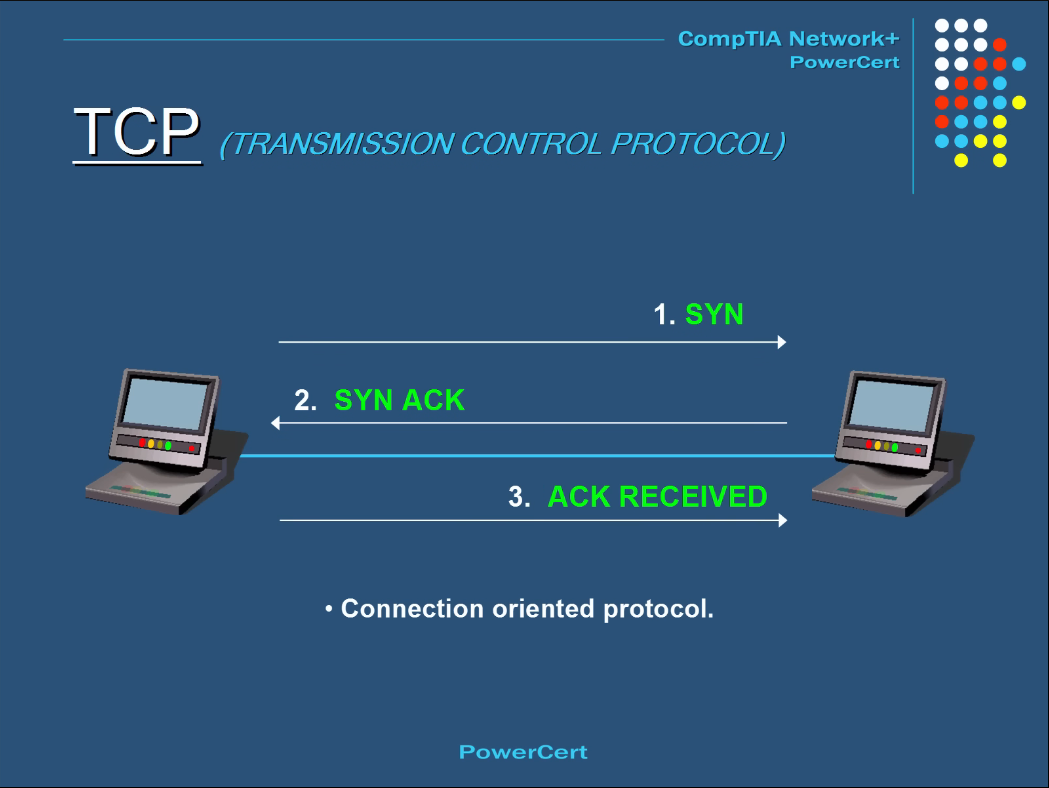 CompTIA Network+
PowerCert
TCP (TRANSMISSION CONTROL PROTOCOL)
1. SYN
2. SYN ACK
3. ACK RECEIVED
• Connection oriented protocol.
PowerCert